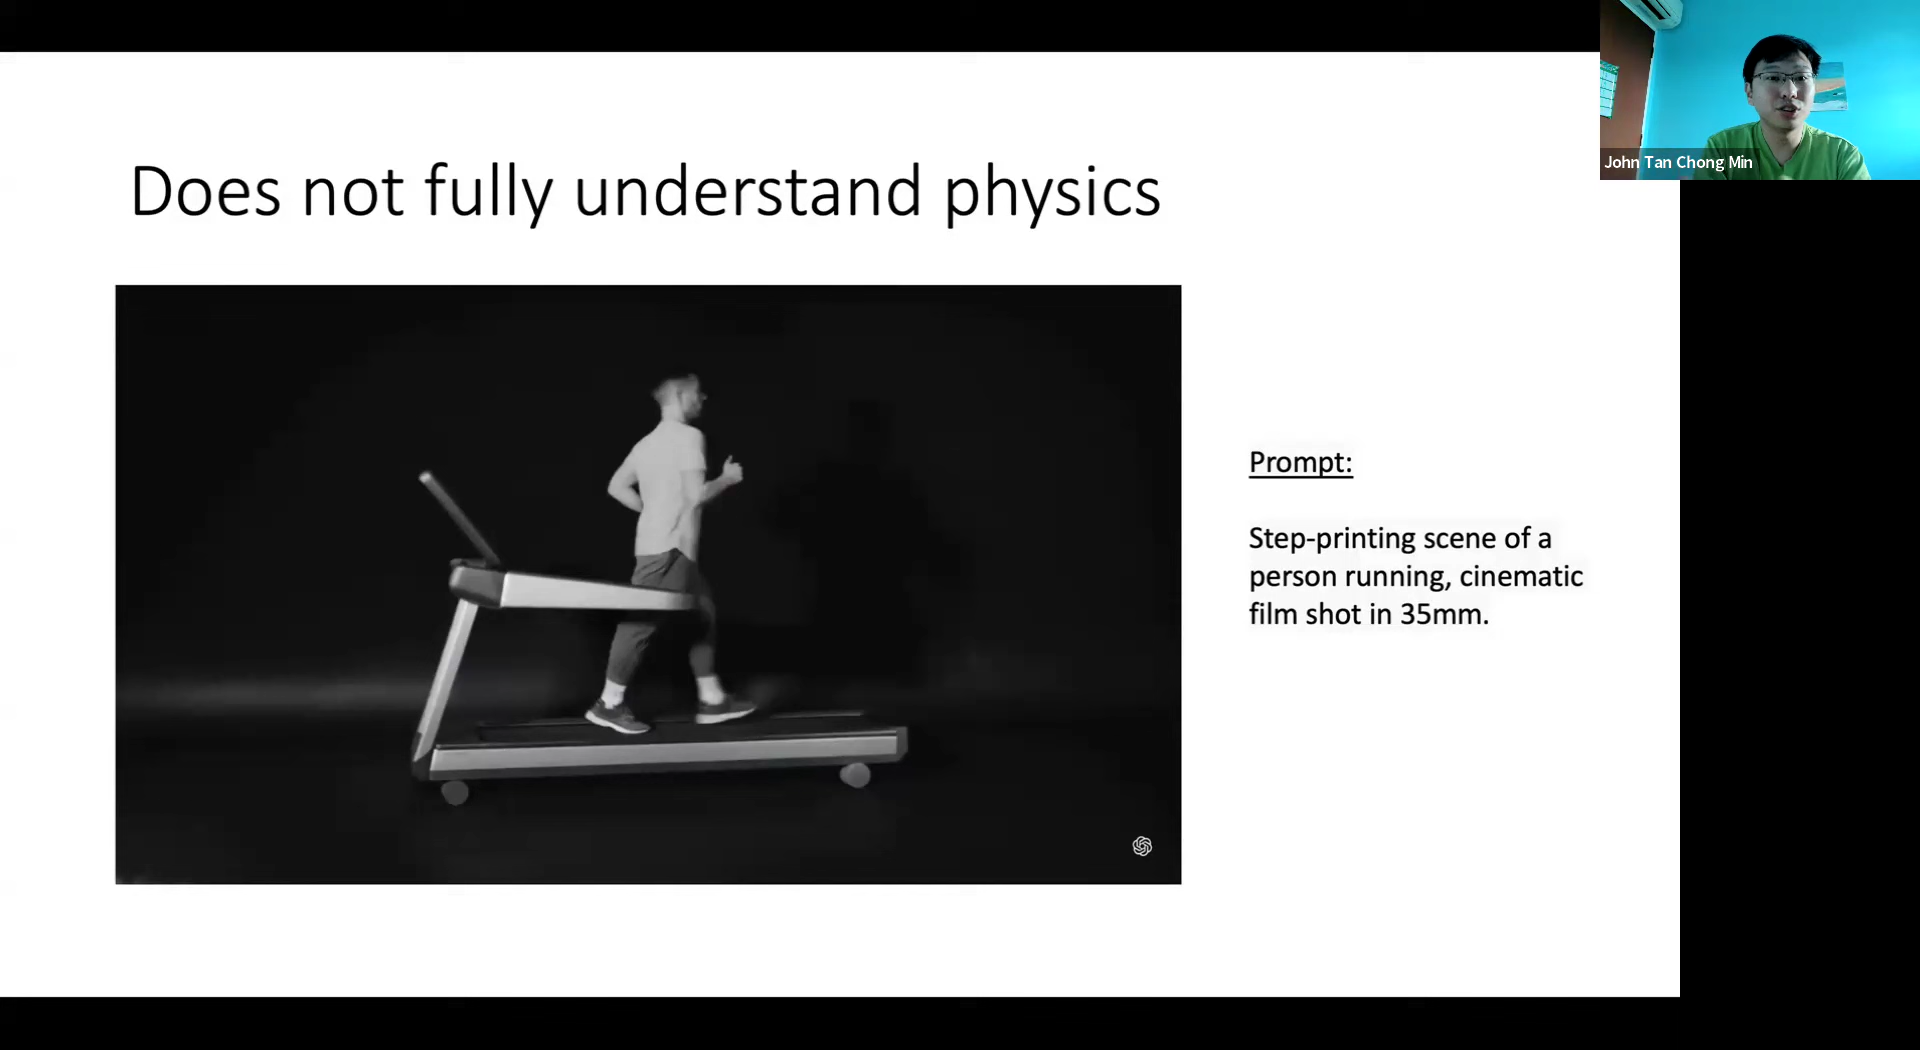 Does not fully understand physics
John Tan Chong Min
Prompt:
Step-printing scene of a
person running, cinematic
film shot in 35mm.